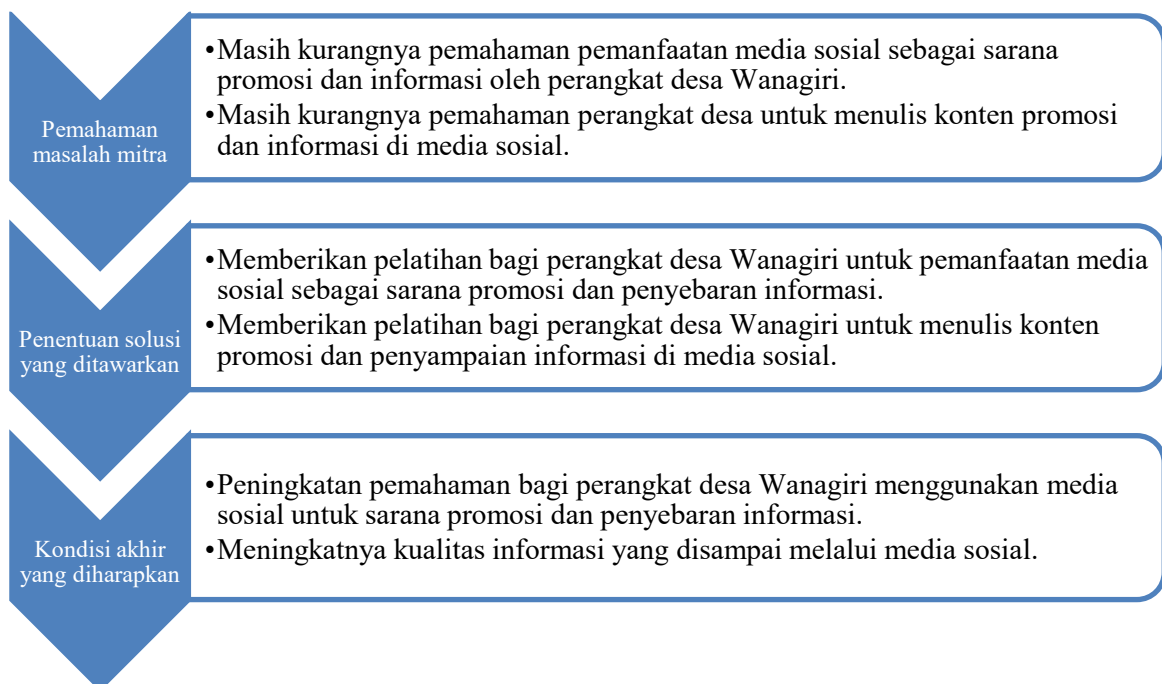 Pemahaman
masalah mitra
•Masih kurangnya pemahaman pemanfaatan media sosial sebagai sarana
promosi dan informasi oleh perangkat desa Wanagiri.
•Masih kurangnya pemahaman perangkat desa untuk menulis konten promosi
dan informasi di media sosial.
Penentuan solusi
yang ditawarkan
•Memberikan pelatihan bagi perangkat desa Wanagiri untuk pemanfaatan media
sosial sebagai sarana promosi dan penyebaran informasi.
•Memberikan pelatihan bagi perangkat desa Wanagiri untuk menulis konten
promosi dan penyampaian informasi di media sosial.
Kondisi akhir
yang diharapkan
•Peningkatan pemahaman bagi perangkat desa Wanagiri menggunakan media
sosial untuk sarana promosi dan penyebaran informasi.
•Meningkatnya kualitas informasi yang disampai melalui media sosial.